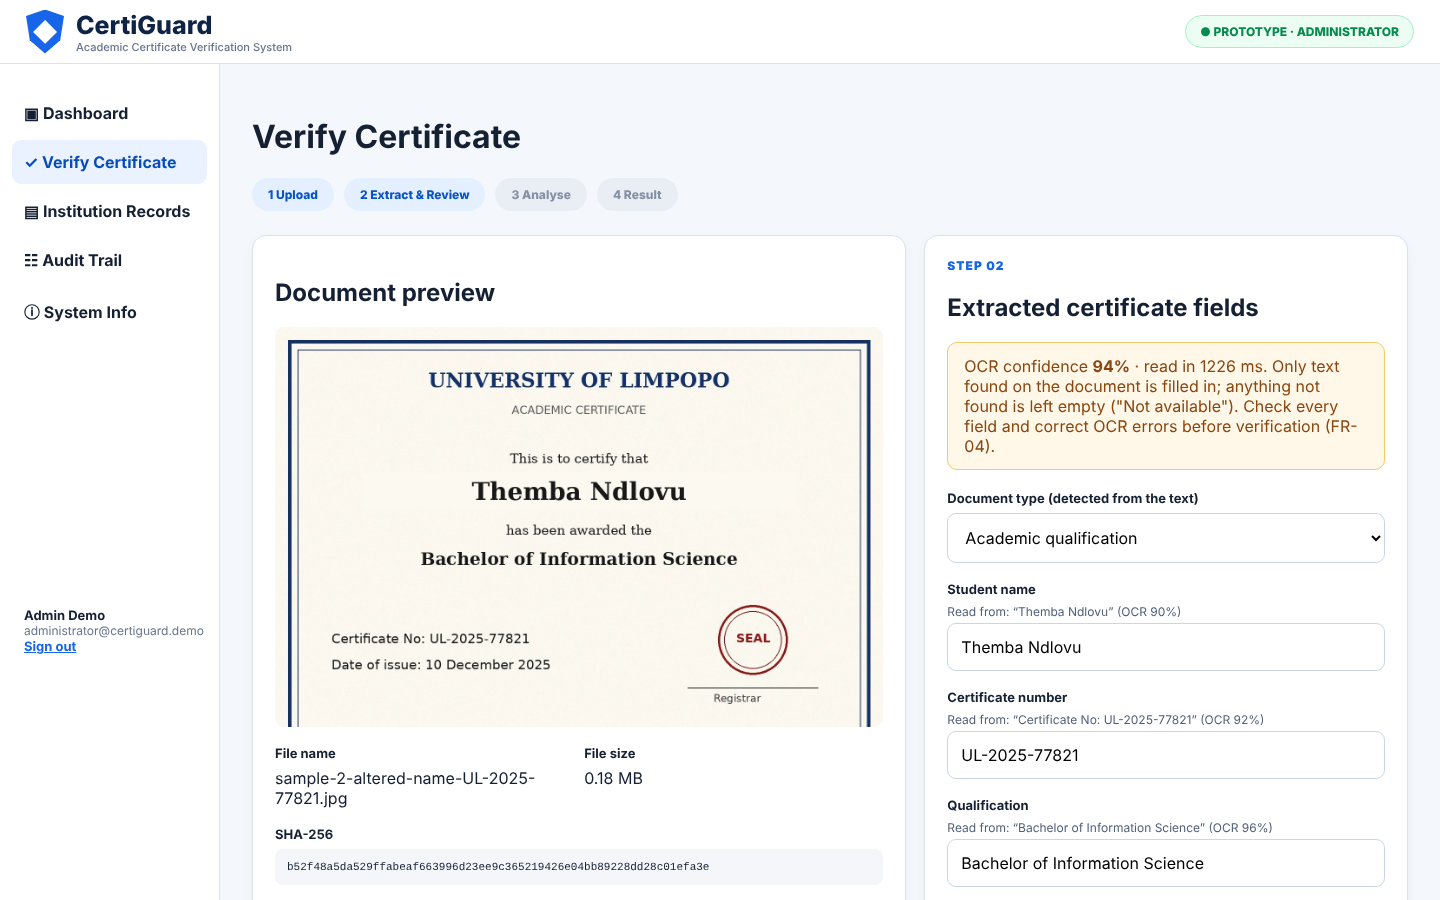 CertiGuard
Academic Certificate Verification System
PROTOTYPE · ADMINISTRATOR
Dashboard
✓ Verify Certificate
Institution Records
Audit Trail
System Info
Admin Demo
administrator@certiguard.demo
Sign out
Verify Certificate
1 Upload
2 Extract & Review
3 Analyse
4 Result
Document preview
UNIVERSITY OF LIMPOPO
ACADEMIC CERTIFICATE
This is to certify that
Themba Ndlovu
has been awarded the
Bachelor of Information Science
Certificate No: UL-2025-77821
Date of issue: 10 December 2025
SEAL
Registrar
File name
sample-2-altered-name-UL-2025-
77821.jpg
File size
0.18 MB
SHA-256
b52f48a5da529ffabeaf663996d23ee9c365219426e04bb89228dd28c01efa3e
STEP 02
Extracted certificate fields
OCR confidence 94% · read in 1226 ms. Only text
found on the document is filled in; anything not
found is left empty ("Not available"). Check every
field and correct OCR errors before verification (FR-
04).
Document type (detected from the text)
Academic qualification
Student name
Read from: “Themba Ndlovu” (OCR 90%)
Themba Ndlovu
Certificate number
Read from: “Certificate No: UL-2025-77821” (OCR 92%)
UL-2025-77821
Qualification
Read from: “Bachelor of Information Science” (OCR 96%)
Bachelor of Information Science